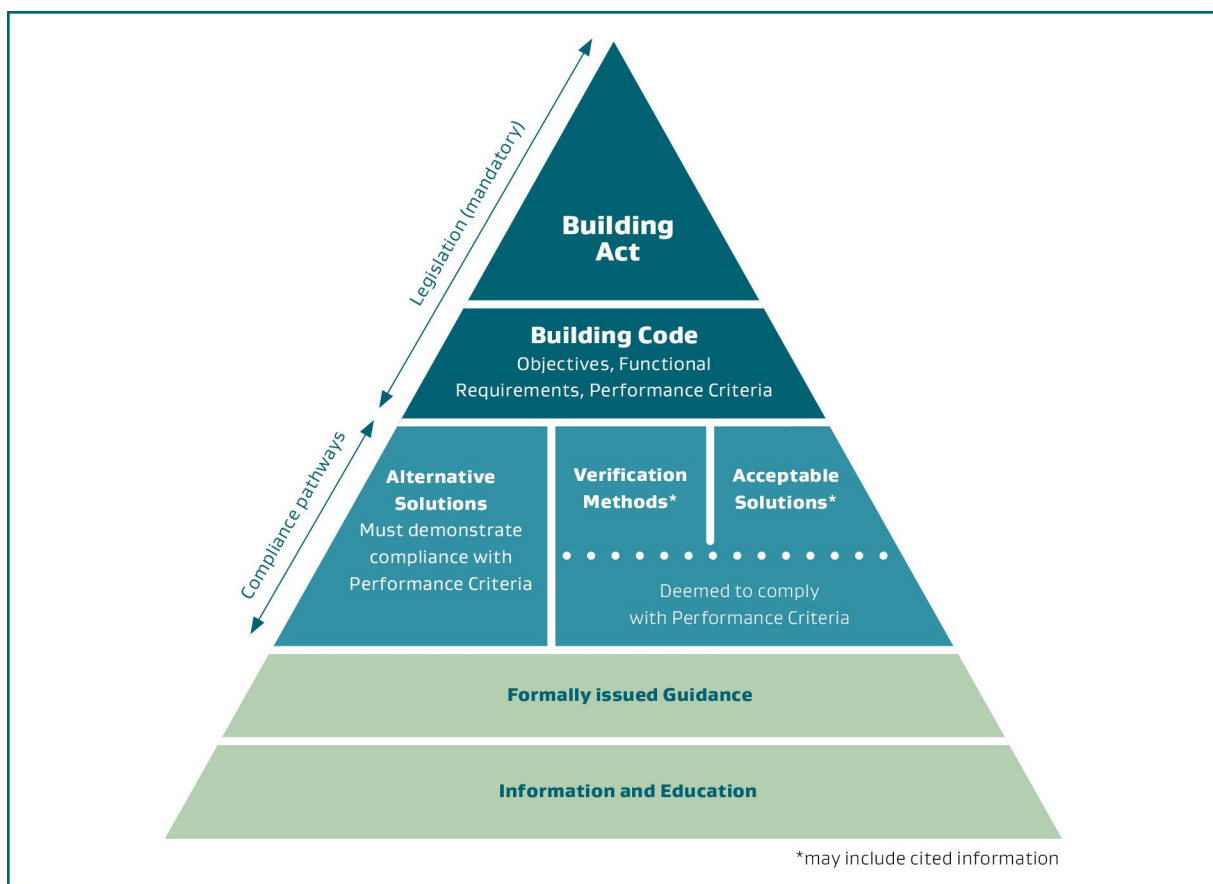 Legislation (mandatory)
Building
Act
Building Code
Objectives, Functional
Requirements, Performance Criteria
Compliance pathways
Alternative
Solutions
Must demonstrate
compliance with
Performance Criteria
Verification
Methods*
Acceptable
Solutions*
Deemed to comply
with Performance Criteria
Formally issued Guidance
Information and Education
*may include cited information